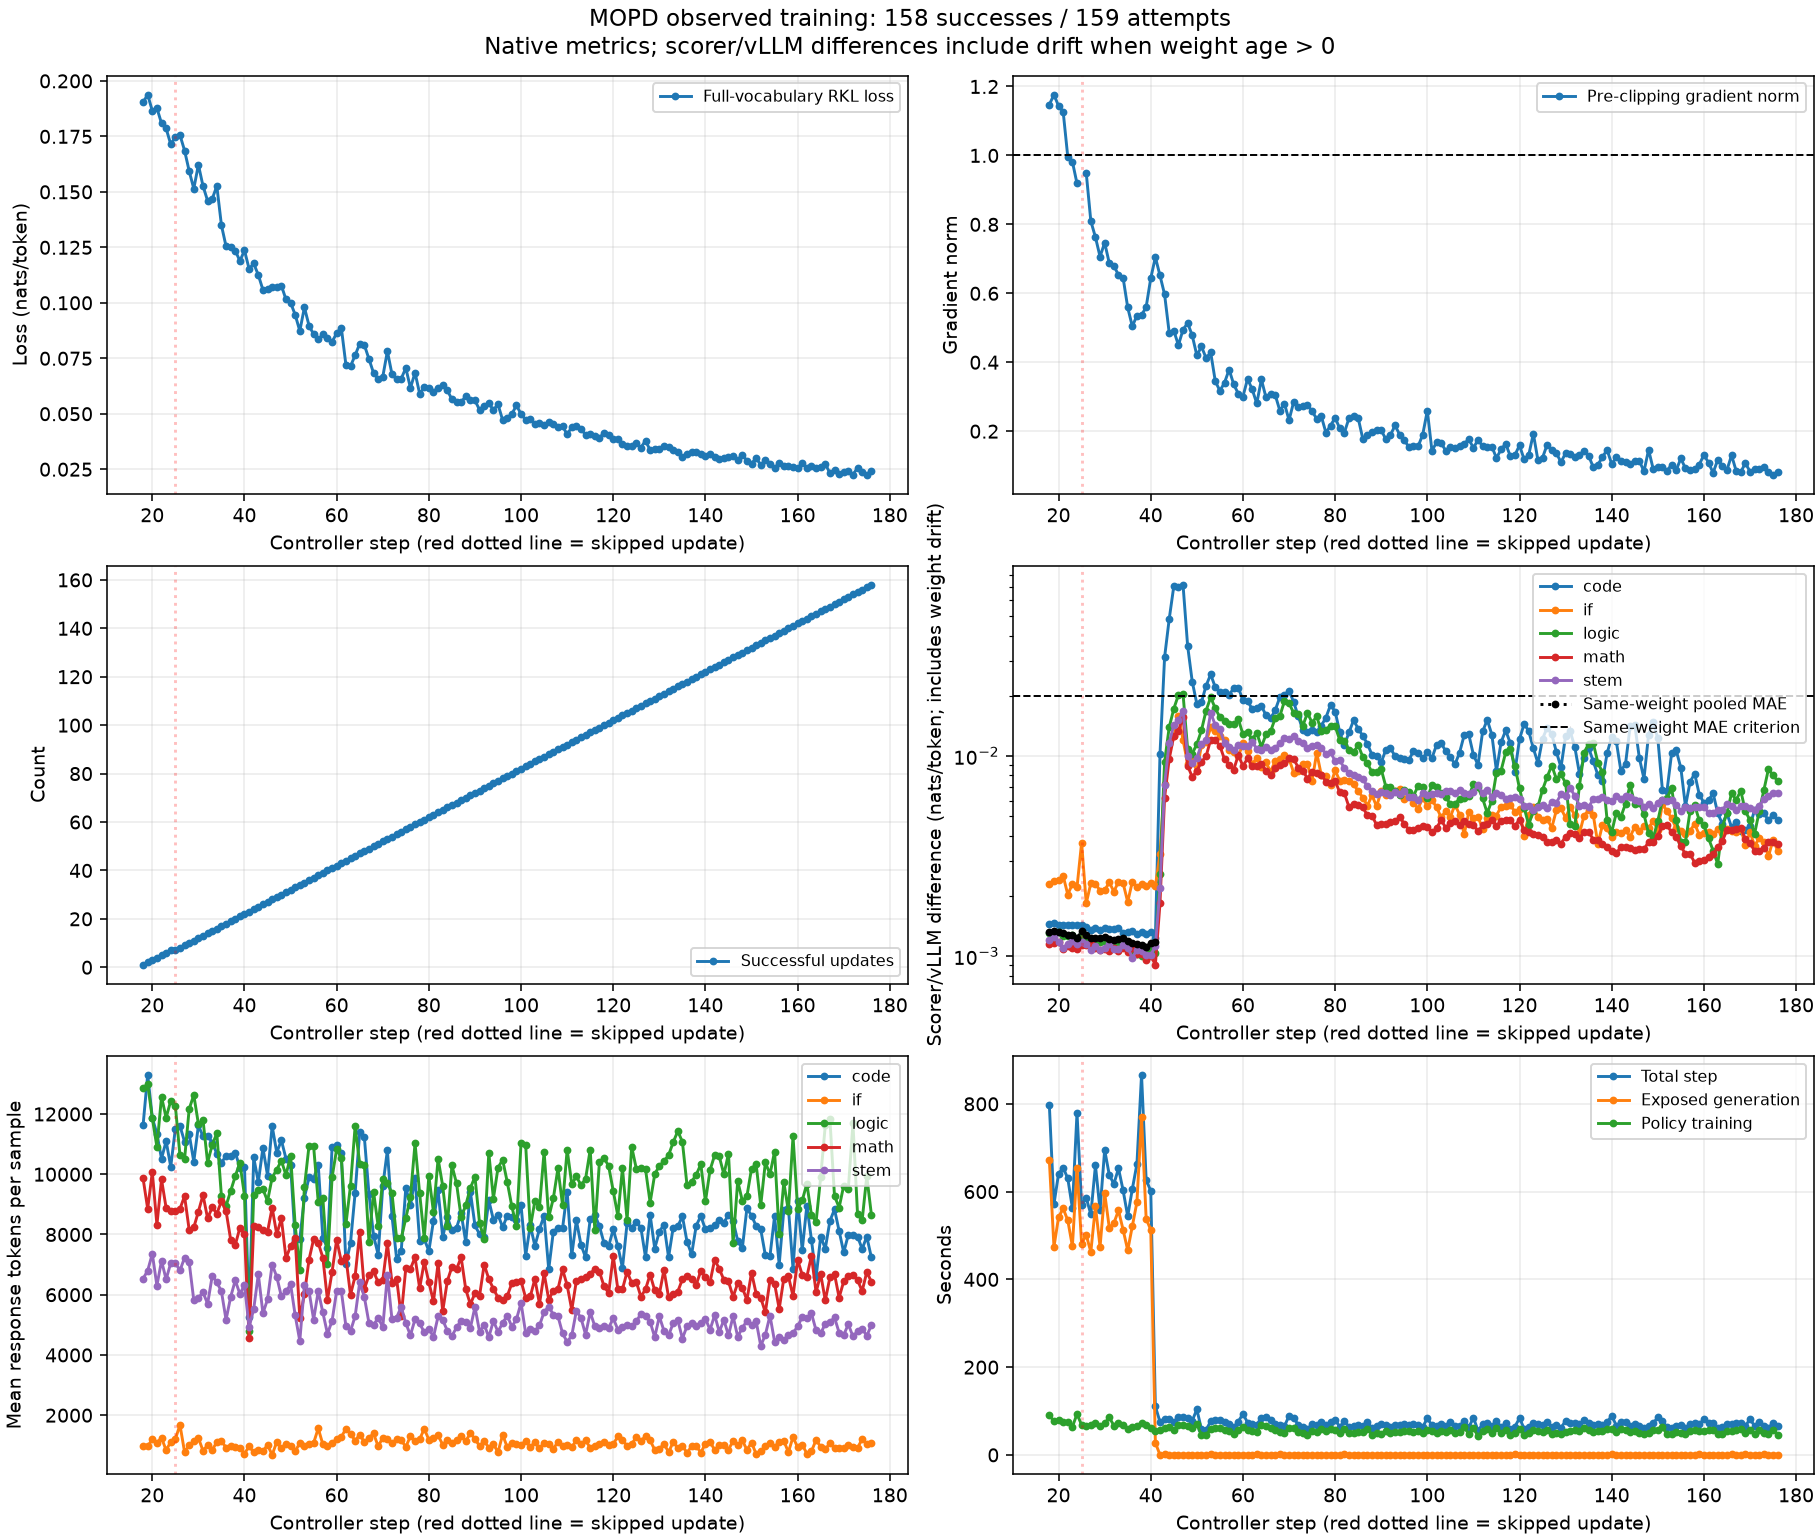 MOPD observed training: 158 successes / 159 attempts
Native metrics; scorer/vLLM differences include drift when weight age > 0
Loss (nats/token)
0.200
0.175
0.150
0.125
0.100
0.075
0.050
0.025
Full-vocabulary RKL loss
20 40 60 80 100 120 140 160 180
Controller step (red dotted line = skipped update)
Gradient norm
1.2
1.0
0.8
0.6
0.4
0.2
Pre-clipping gradient norm
20 40 60 80 100 120 140 160 180
Controller step (red dotted line = skipped update)
Count
160
140
120
100
80
60
40
20
0
Successful updates
20 40 60 80 100 120 140 160 180
Controller step (red dotted line = skipped update)
Scorer/vLLM difference (nats/token; includes weight drift)
10⁻²
10⁻³
code
if
logic
math
stem
Same-weight pooled MAE
Same-weight MAE criterion
20 40 60 80 100 120 140 160 180
Controller step (red dotted line = skipped update)
Mean response tokens per sample
12000
10000
8000
6000
4000
2000
code
if
logic
math
stem
20 40 60 80 100 120 140 160 180
Controller step (red dotted line = skipped update)
Seconds
800
600
400
200
0
Total step
Exposed generation
Policy training
20 40 60 80 100 120 140 160 180
Controller step (red dotted line = skipped update)